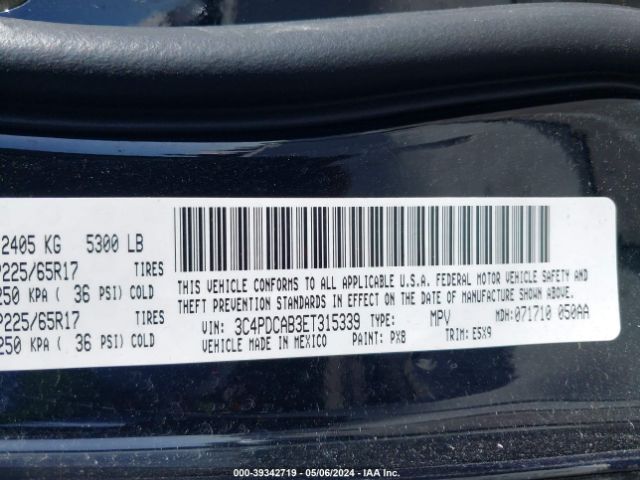 2405 KG 5300 LB
P225/65R17 TIRES
250 KPA ( 36 PSI) COLD
P225/65R17 TIRES
250 KPA ( 36 PSI) COLD
THIS VEHICLE CONFORMS TO ALL APPLICABLE U.S.A. FEDERAL MOTOR VEHICLE SAFETY AND
THEFT PREVENTION STANDARDS IN EFFECT ON THE DATE OF MANUFACTURE SHOWN ABOVE.
VIN: 3C4PDCAB3ET315339 TYPE: MPV MDH: 071710 050AA
VEHICLE MADE IN MEXICO PAINT: PX8 TRIM: E5X9
000-39342719 - 05/06/2024 - IAA Inc.